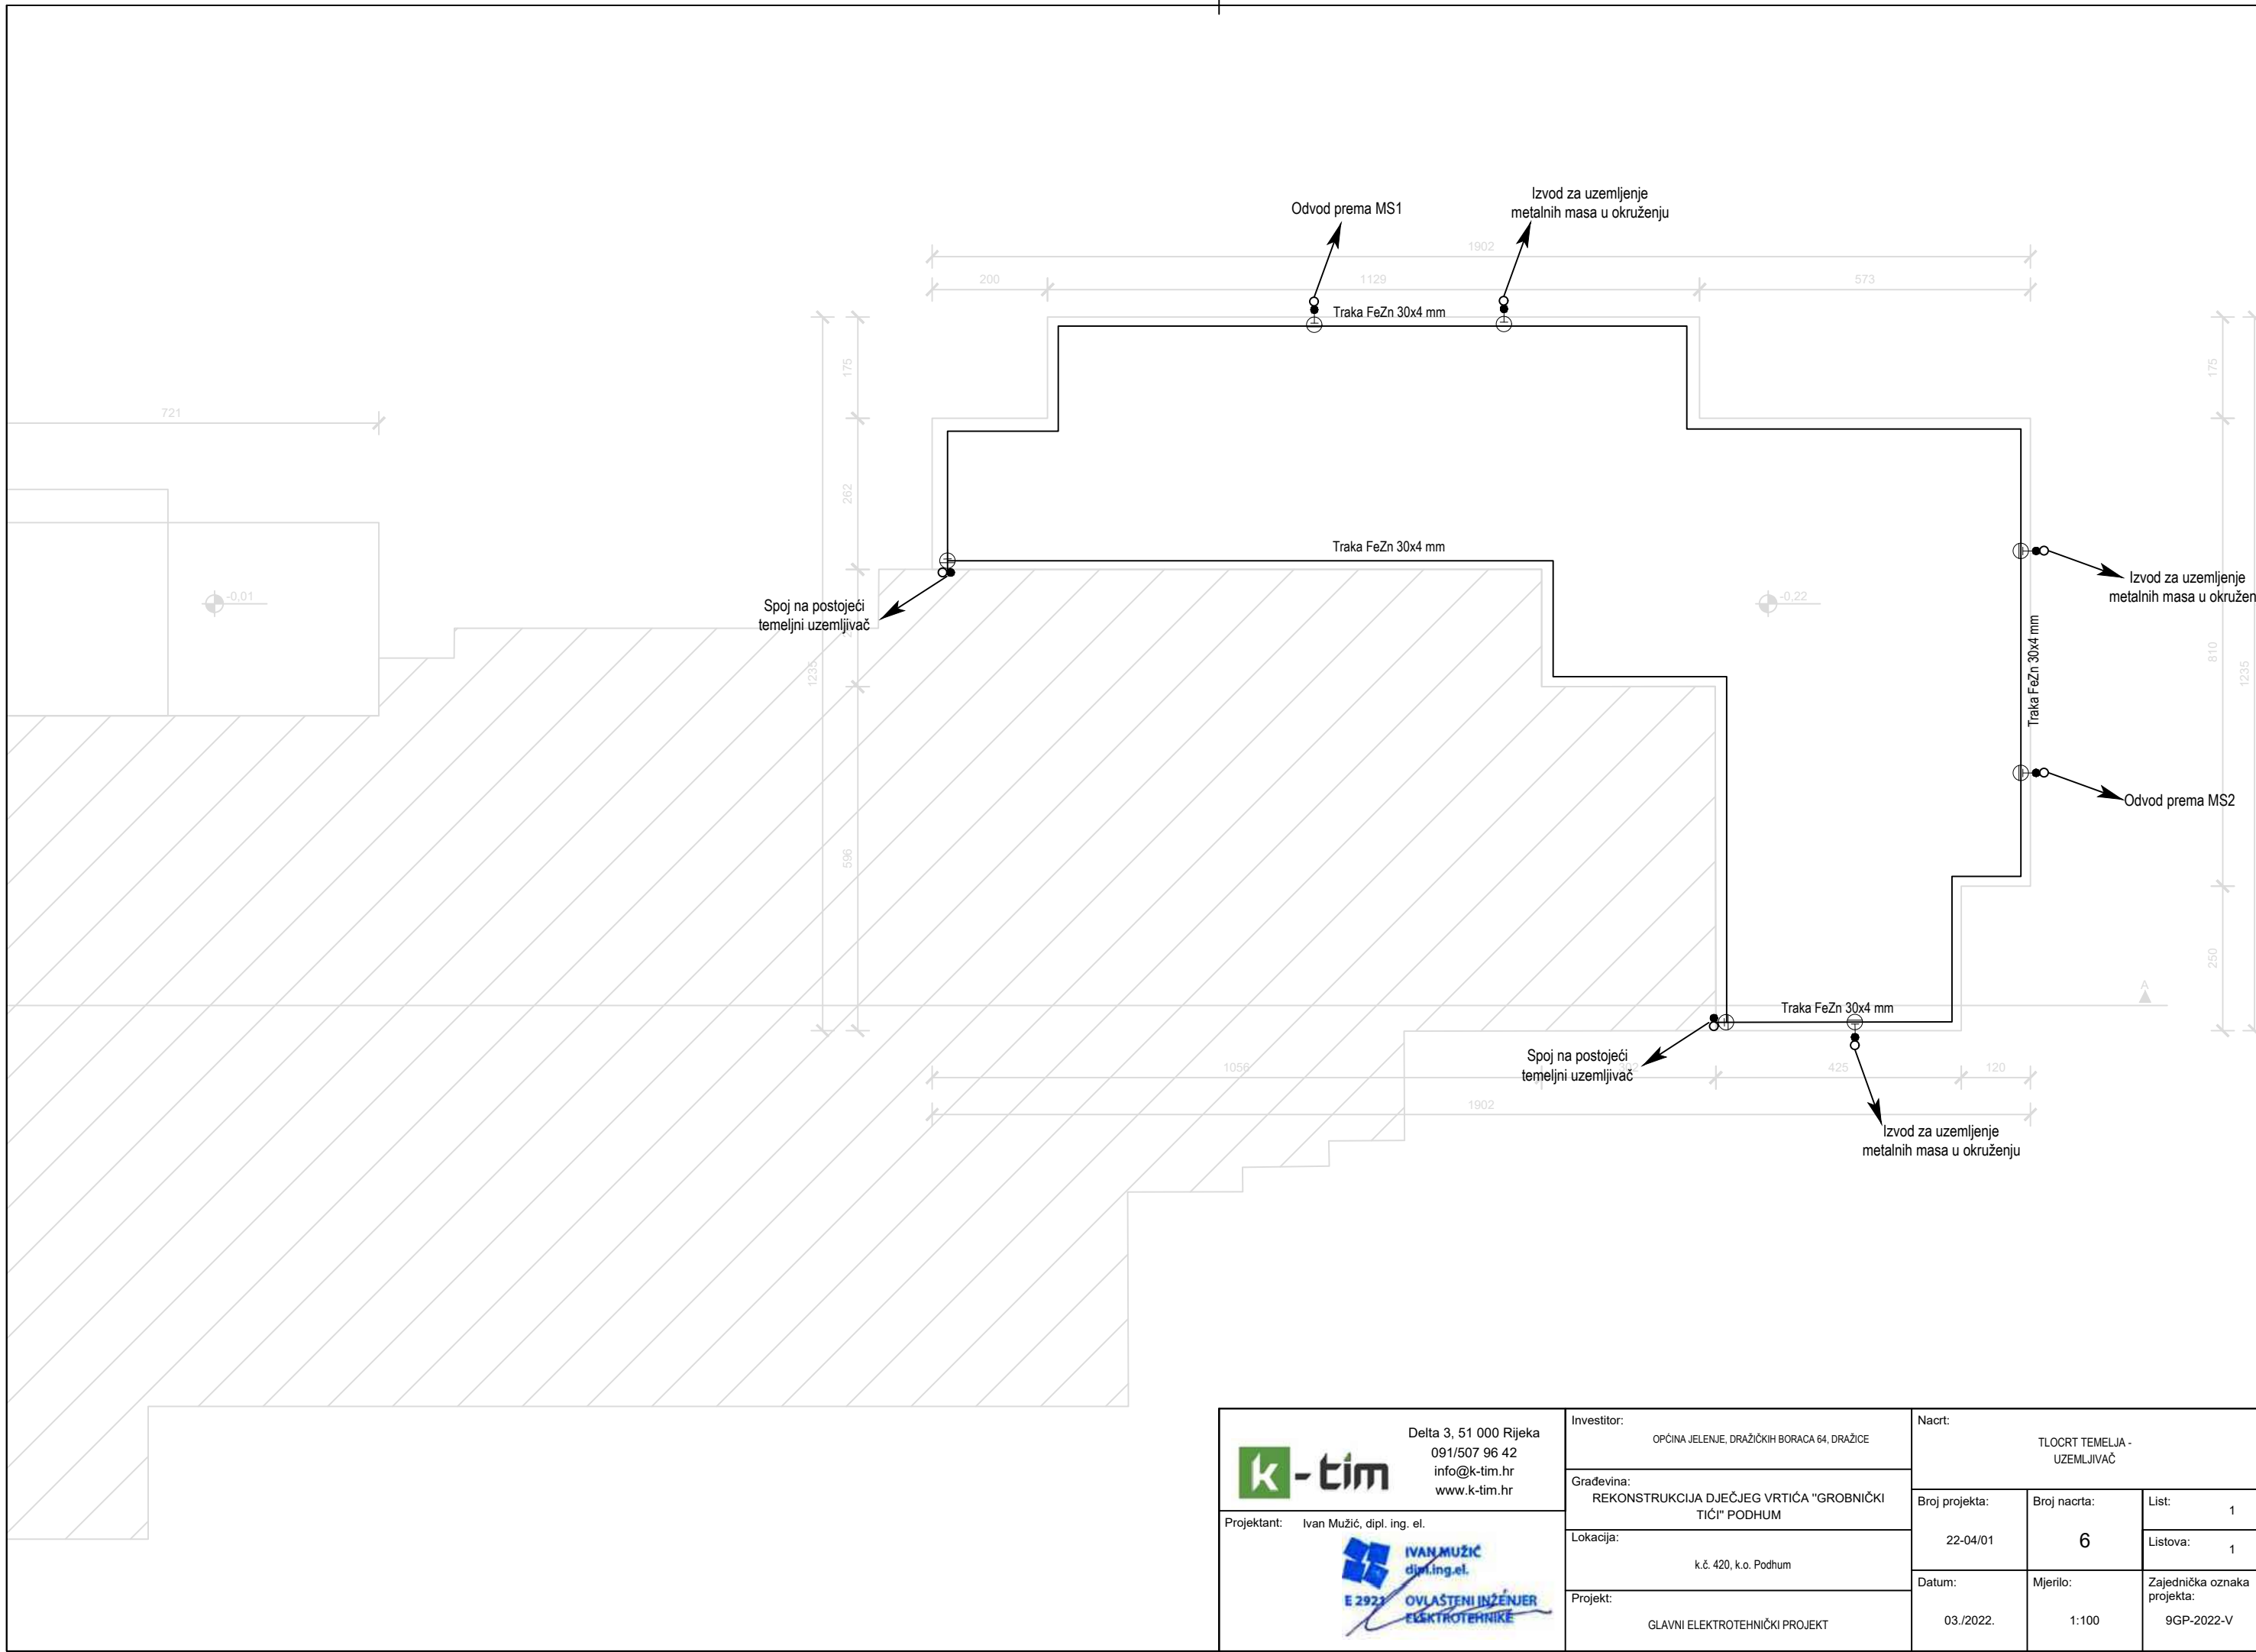 Odvod prema MS1
Izvod za uzemljenje
metalnih masa u okruženju
1902
200
1129
573
Traka FeZn 30x4 mm
175
175
721
262
Traka FeZn 30x4 mm
-0,01
-0,22
Spoj na postojeći
temeljni uzemljivač
Izvod za uzemljenje
metalnih masa u okružen
1235
810
1235
Traka FeZn 30x4 mm
Odvod prema MS2
596
250
A
Traka FeZn 30x4 mm
Spoj na postojeći
temeljni uzemljivač
1056
425
120
1902
Izvod za uzemljenje
metalnih masa u okruženju
k-tim
Delta 3, 51 000 Rijeka
091/507 96 42
info@k-tim.hr
www.k-tim.hr
Projektant: Ivan Mužić, dipl. ing. el.
IVAN MUŽIĆ
dipl.ing.el.
E 2921 OVLAŠTENI INŽENJER
ELEKTROTEHNIKE
Investitor:
OPĆINA JELENJE, DRAŽIČKIH BORACA 64, DRAŽICE
Građevina:
REKONSTRUKCIJA DJEČJEG VRTIĆA "GROBNIČKI
TIĆI" PODHUM
Lokacija:
k.č. 420, k.o. Podhum
Projekt:
GLAVNI ELEKTROTEHNIČKI PROJEKT
Nacrt:
TLOCRT TEMELJA -
UZEMLJIVAČ
Broj projekta:
22-04/01
Broj nacrta:
6
List: 1
Listova: 1
Datum:
03./2022.
Mjerilo:
1:100
Zajednička oznaka
projekta:
9GP-2022-V